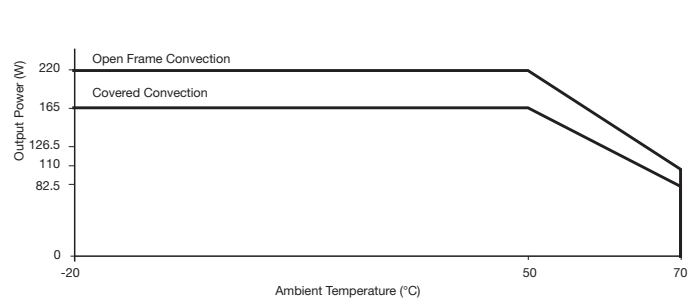 Open Frame Convection
Covered Convection
Output Power (W)
220
165
126.5
110
82.5
0
-20
50
70
Ambient Temperature (°C)